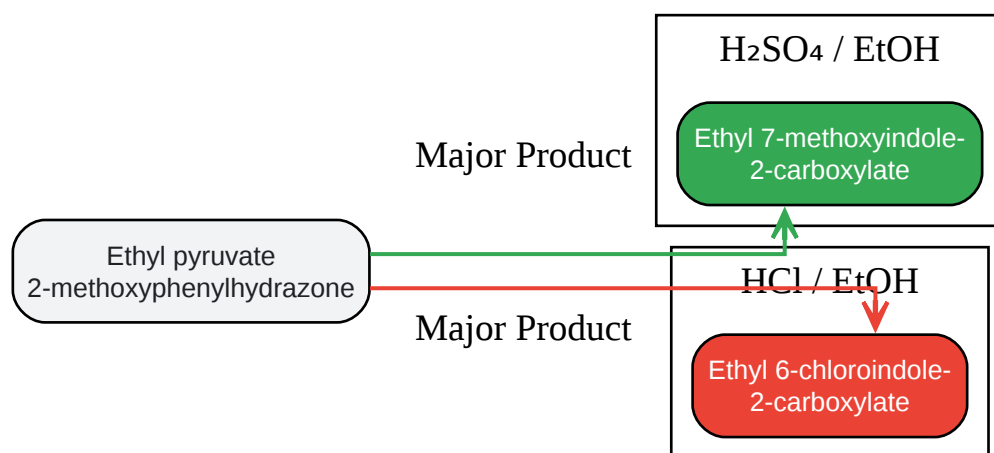 H₂SO₄ / EtOH
Ethyl 7-methoxyindole-
2-carboxylate
Major Product
Ethyl pyruvate
2-methoxyphenylhydrazone
HCl / EtOH
Major Product
Ethyl 6-chloroindole-
2-carboxylate